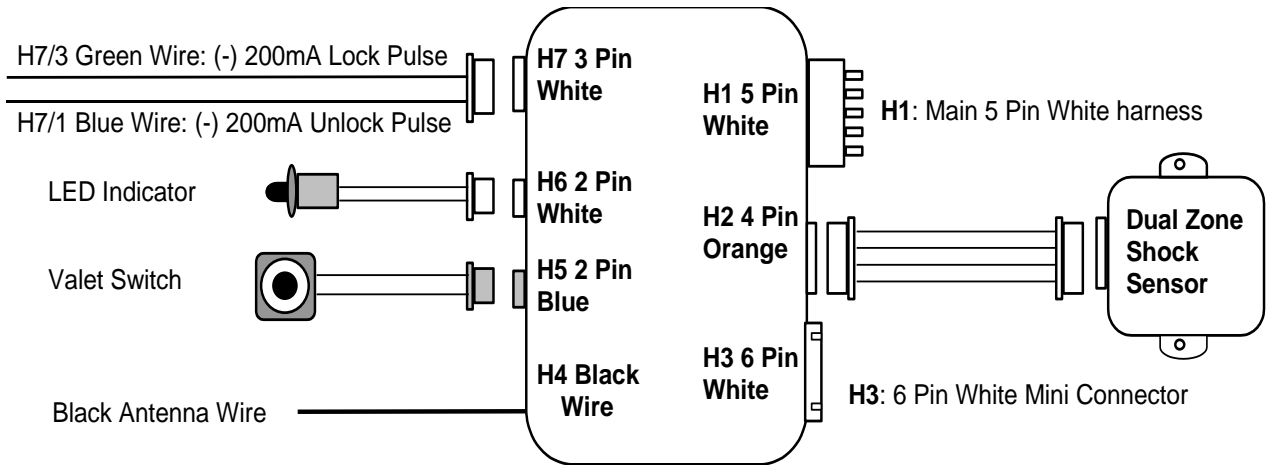 H7/3 Green Wire: (-) 200mA Lock Pulse
H7/1 Blue Wire: (-) 200mA Unlock Pulse
LED Indicator
Valet Switch
Black Antenna Wire
H7 3 Pin
White
H6 2 Pin
White
H5 2 Pin
Blue
H4 Black
Wire
H1 5 Pin
White
H2 4 Pin
Orange
H3 6 Pin
White
H1: Main 5 Pin White harness
Dual Zone
Shock
Sensor
H3: 6 Pin White Mini Connector